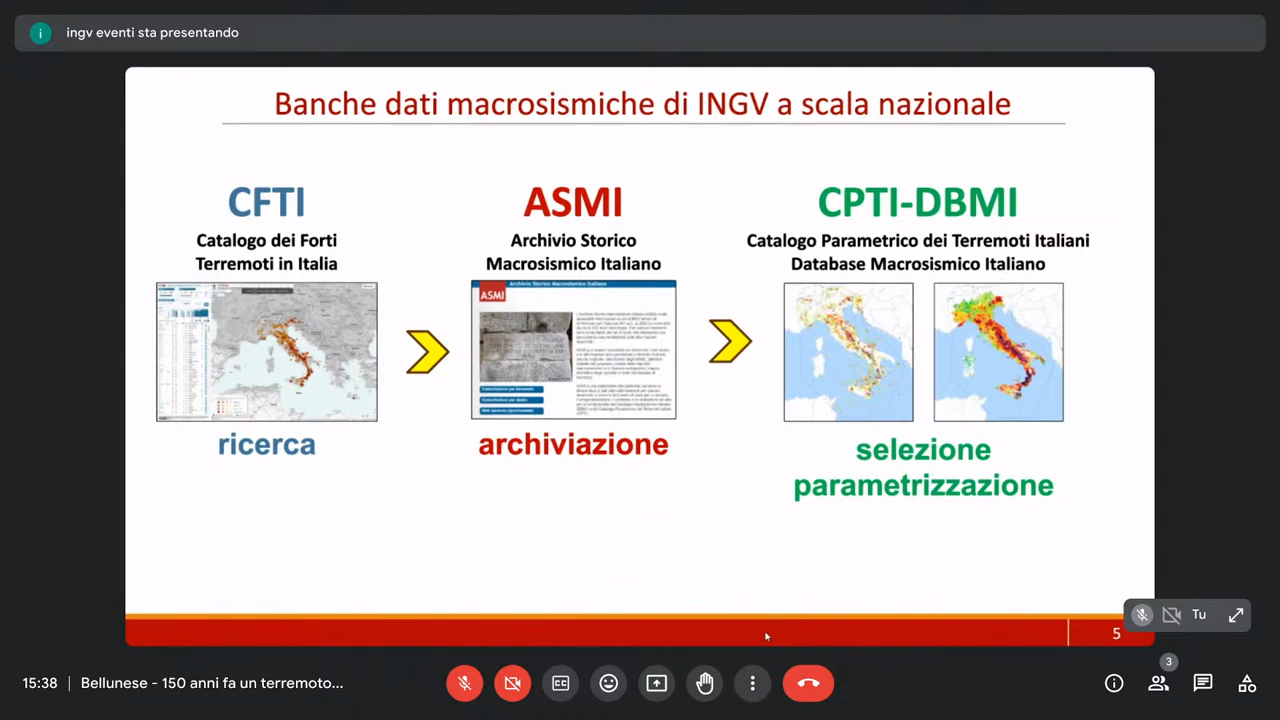 ingv eventi sta presentando
Banche dati macrosismiche di INGV a scala nazionale
CFTI
Catalogo dei Forti
Terremoti in Italia
ricerca
ASMI
Archivio Storico
Macrosismico Italiano
Archivio Storico Macrosismico Italiano
ASMI
archiviazione
CPTI-DBMI
Catalogo Parametrico dei Terremoti Italiani
Database Macrosismico Italiano
selezione
parametrizzazione
Tu
5
3
15:38
Bellunese - 150 anni fa un terremoto...